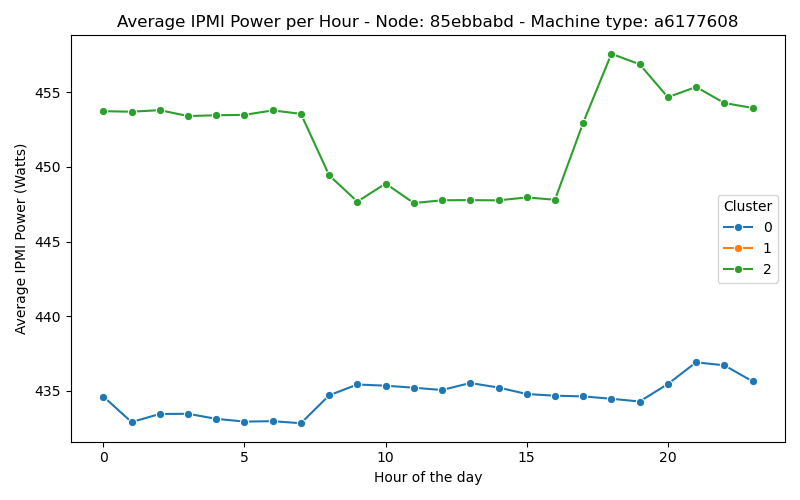 Average IPMI Power per Hour - Node: 85ebbabd - Machine type: a6177608
Average IPMI Power (Watts)
455
450
445
440
435
Cluster
0
1
2
0 5 10 15 20
Hour of the day